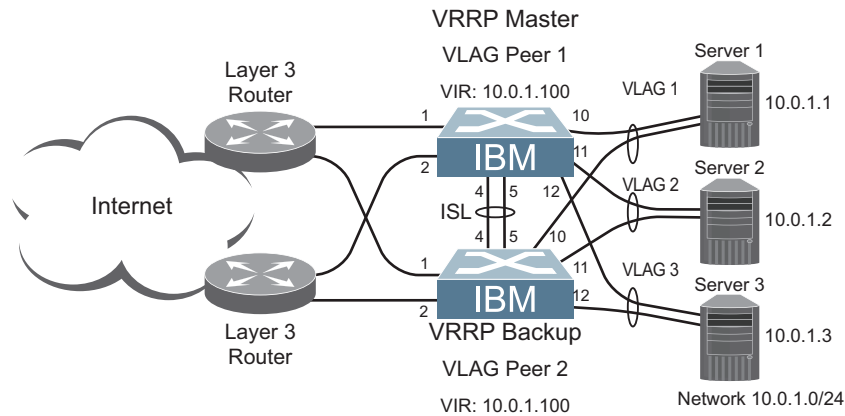 VRRP Master
VLAG Peer 1
VIR: 10.0.1.100
Layer 3
Router
Internet
Layer 3
Router
1
2
10
11
12
IBM
4 5
ISL
4 5
10
11
12
1
2
IBM
VRRP Backup
VLAG Peer 2
VIR: 10.0.1.100
VLAG 1
VLAG 2
VLAG 3
Server 1
10.0.1.1
Server 2
10.0.1.2
Server 3
10.0.1.3
Network 10.0.1.0/24